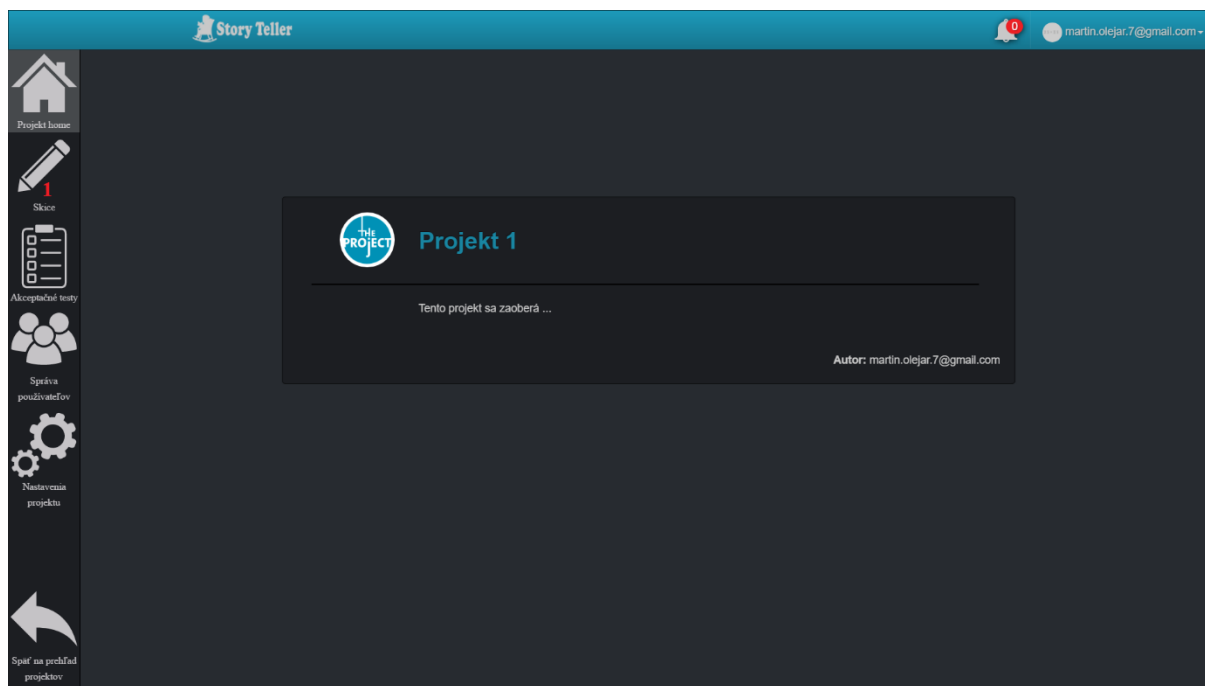 Story Teller
0
martin.olejar.7@gmail.com
Projekt home
1
Skice
Akceptačné testy
Správa
používateľov
Nastavenia
projektu
Späť na prehľad
projektov
THE
PROJECT
Projekt 1
Tento projekt sa zaoberá ...
Autor: martin.olejar.7@gmail.com